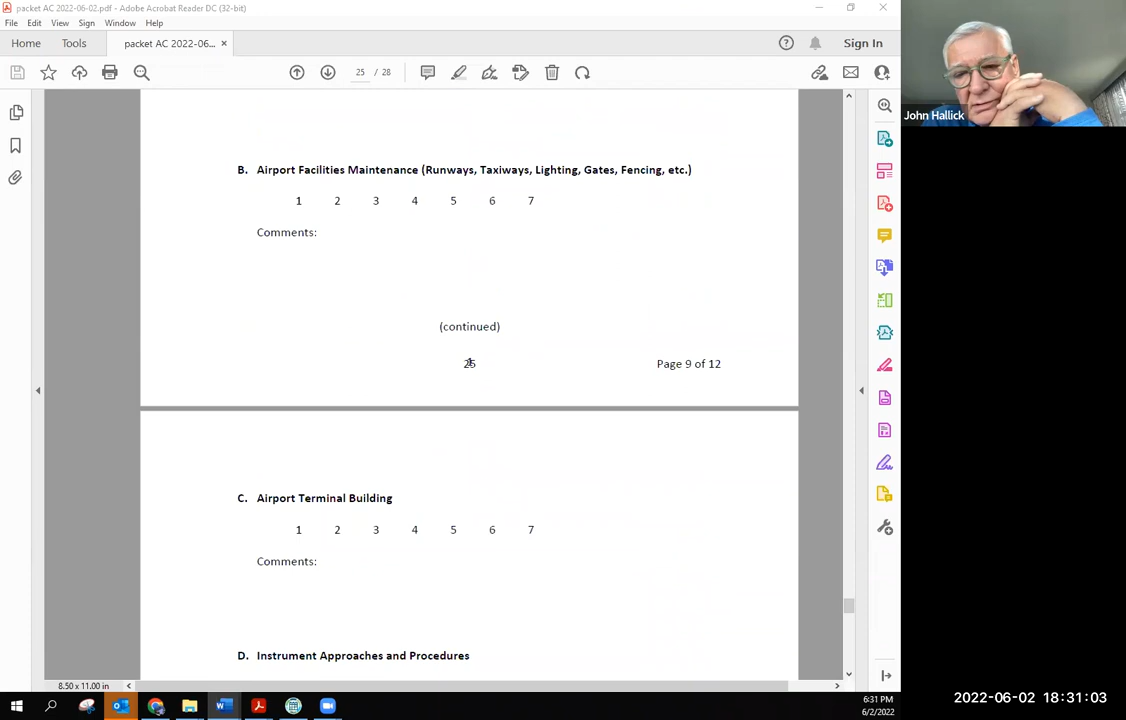 packet AC 2022-06-02.pdf - Adobe Acrobat Reader DC (32-bit)
File Edit View Sign Window Help
Home Tools packet AC 2022-06... × Sign In
25 / 28
B. Airport Facilities Maintenance (Runways, Taxiways, Lighting, Gates, Fencing, etc.)
1 2 3 4 5 6 7
Comments:
(continued)
25 Page 9 of 12
C. Airport Terminal Building
1 2 3 4 5 6 7
Comments:
D. Instrument Approaches and Procedures
8.50 x 11.00 in
John Hallick
6:31 PM
6/2/2022
2022-06-02 18:31:03